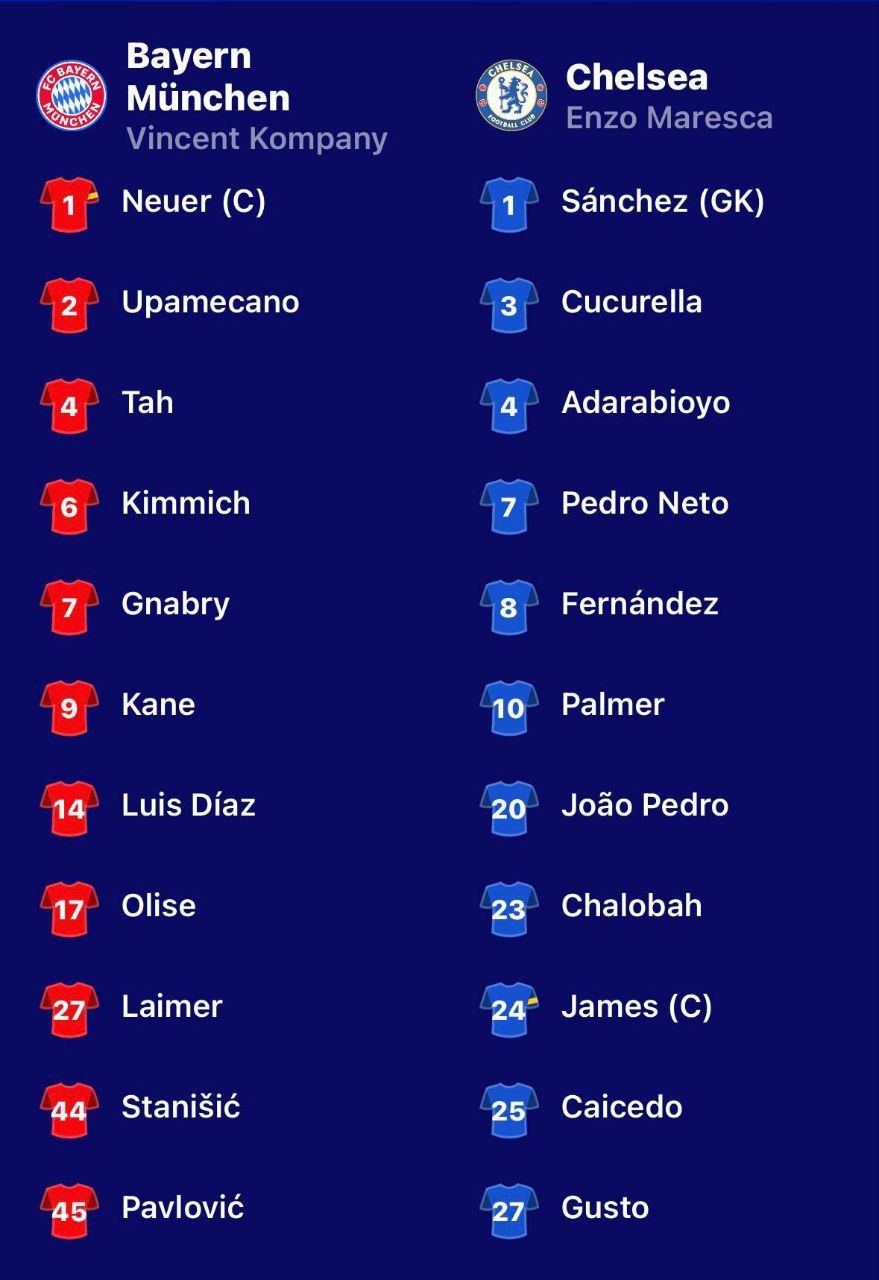 Bayern
München
Vincent Kompany
1 Neuer (C)
2 Upamecano
4 Tah
6 Kimmich
7 Gnabry
9 Kane
14 Luis Díaz
17 Olise
27 Laimer
44 Stanišić
45 Pavlović
Chelsea
Enzo Maresca
1 Sánchez (GK)
3 Cucurella
4 Adarabioyo
7 Pedro Neto
8 Fernández
10 Palmer
20 João Pedro
23 Chalobah
24 James (C)
25 Caicedo
27 Gusto
FC BAYERN
MÜNCHEN
CHELSEA
FOOTBALL CLUB